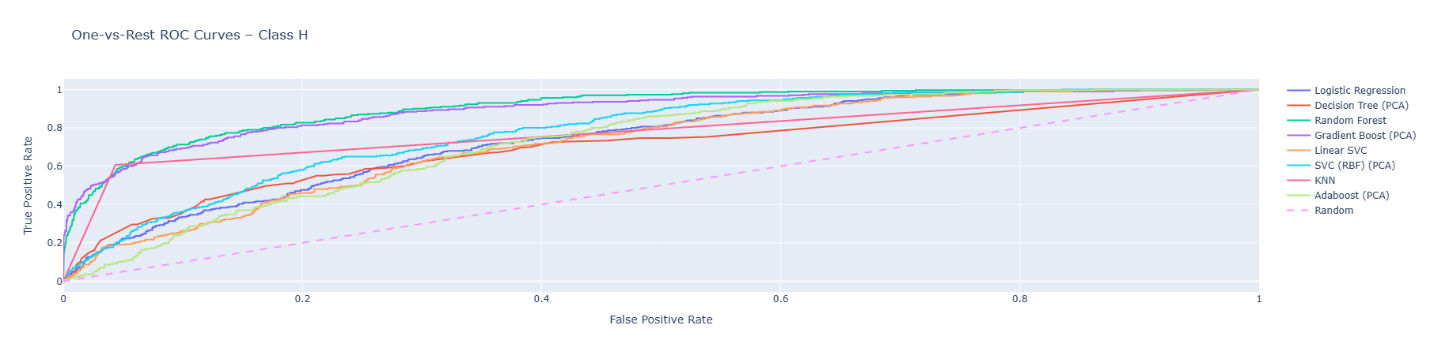 One-vs-Rest ROC Curves – Class H
True Positive Rate
1
0.8
0.6
0.4
0.2
0
0
0.2
0.4
0.6
0.8
1
False Positive Rate
Logistic Regression
Decision Tree (PCA)
Random Forest
Gradient Boost (PCA)
Linear SVC
SVC (RBF) (PCA)
KNN
Adaboost (PCA)
Random